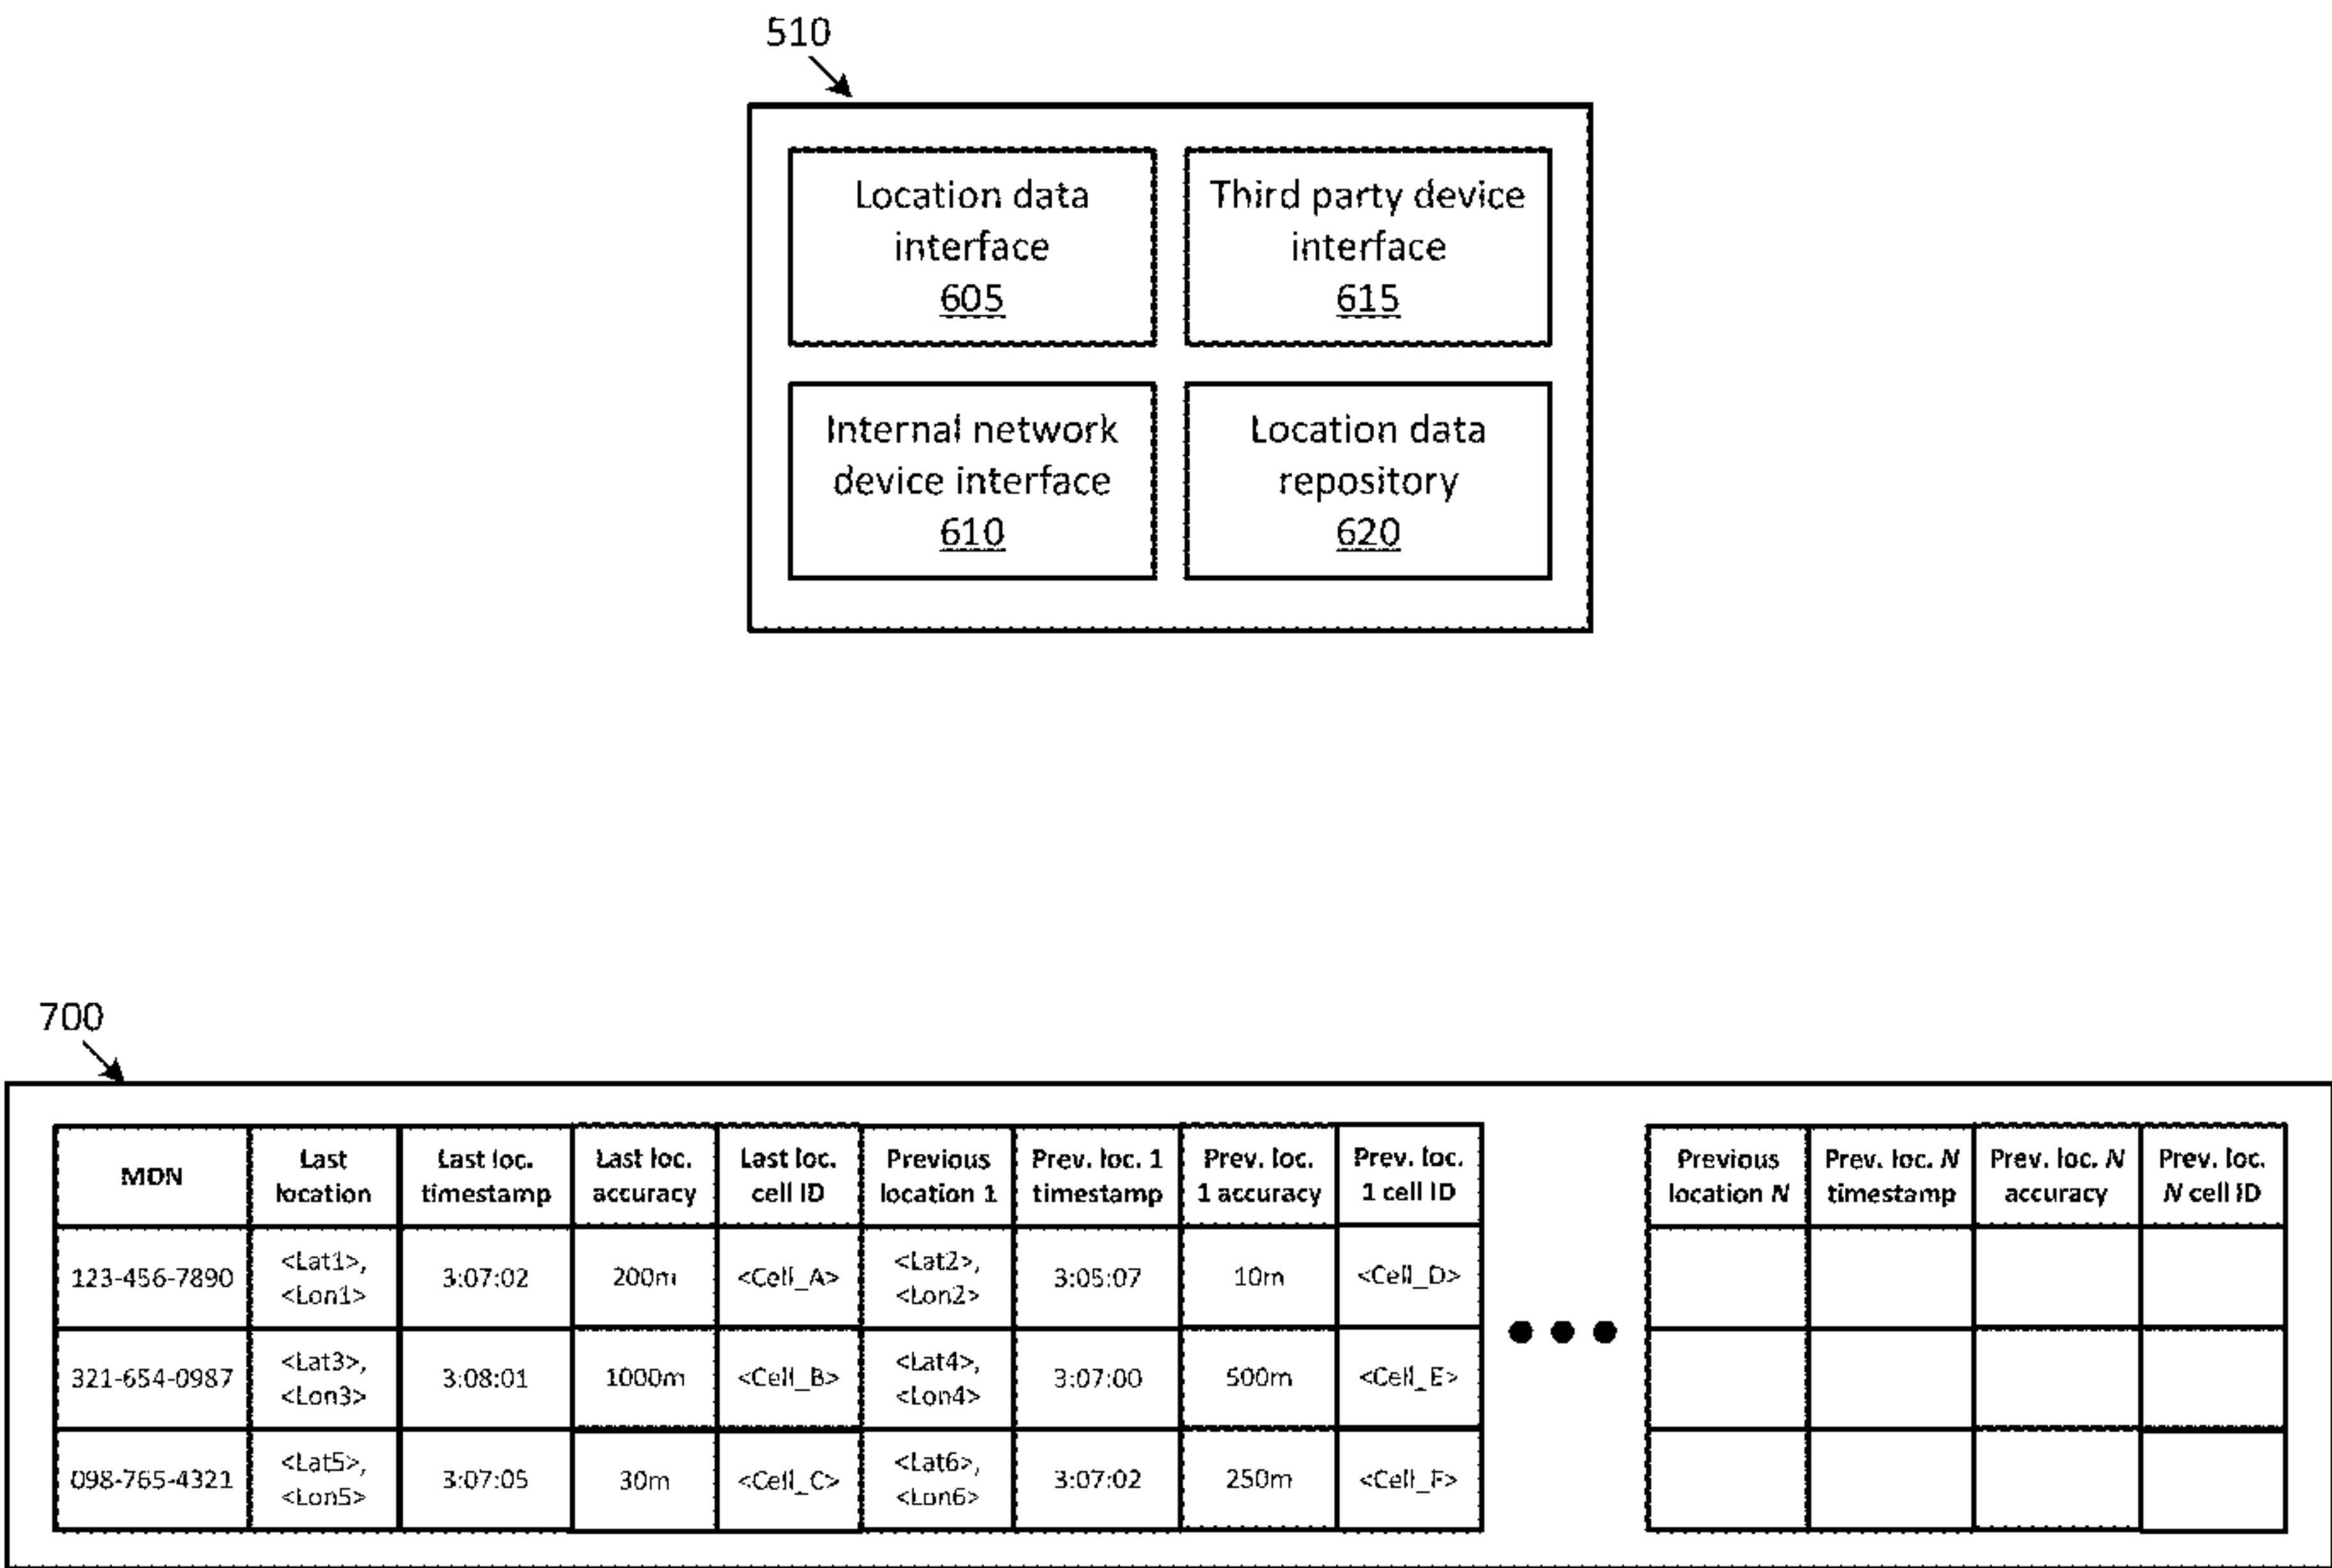 510
Location data
interface
605
Third party device
interface
615
Internal network
device interface
610
Location data
repository
620
700
MDN
Last
location
Last loc.
timestamp
Last loc.
accuracy
Last loc.
cell ID
Previous
location 1
Prev. loc. 1
timestamp
Prev. loc.
1 accuracy
Prev. loc.
1 cell ID
Previous
location N
Prev. loc. N
timestamp
Prev. loc. N
accuracy
Prev. loc.
N cell ID
123-456-7890
<Lat1>,
<Lon1>
3:07:02
200m
<Cell_A>
<Lat2>,
<Lon2>
3:05:07
10m
<Cell_D>
321-654-0987
<Lat3>,
<Lon3>
3:08:01
1000m
<Cell_B>
<Lat4>,
<Lon4>
3:07:00
500m
<Cell_E>
098-765-4321
<Lat5>,
<Lon5>
3:07:05
30m
<Cell_C>
<Lat6>,
<Lon6>
3:07:02
250m
<Cell_F>